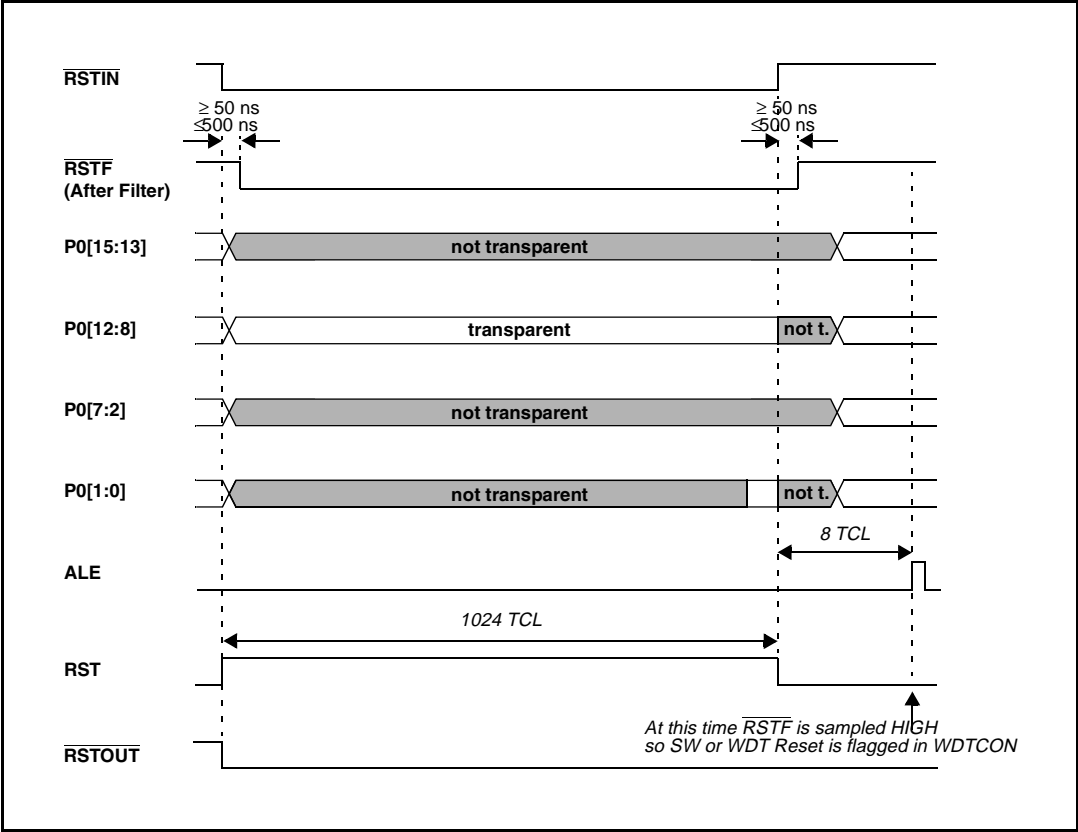 RSTIN
≥ 50 ns
≤500 ns
≥ 50 ns
≤500 ns
RSTF
(After Filter)
P0[15:13]
not transparent
P0[12:8]
transparent
not t.
P0[7:2]
not transparent
P0[1:0]
not transparent
not t.
8 TCL
ALE
1024 TCL
RST
At this time RSTF is sampled HIGH
so SW or WDT Reset is flagged in WDTCON
RSTOUT